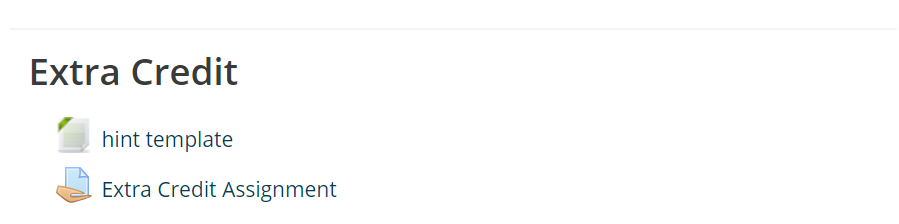 Extra Credit
hint template
Extra Credit Assignment